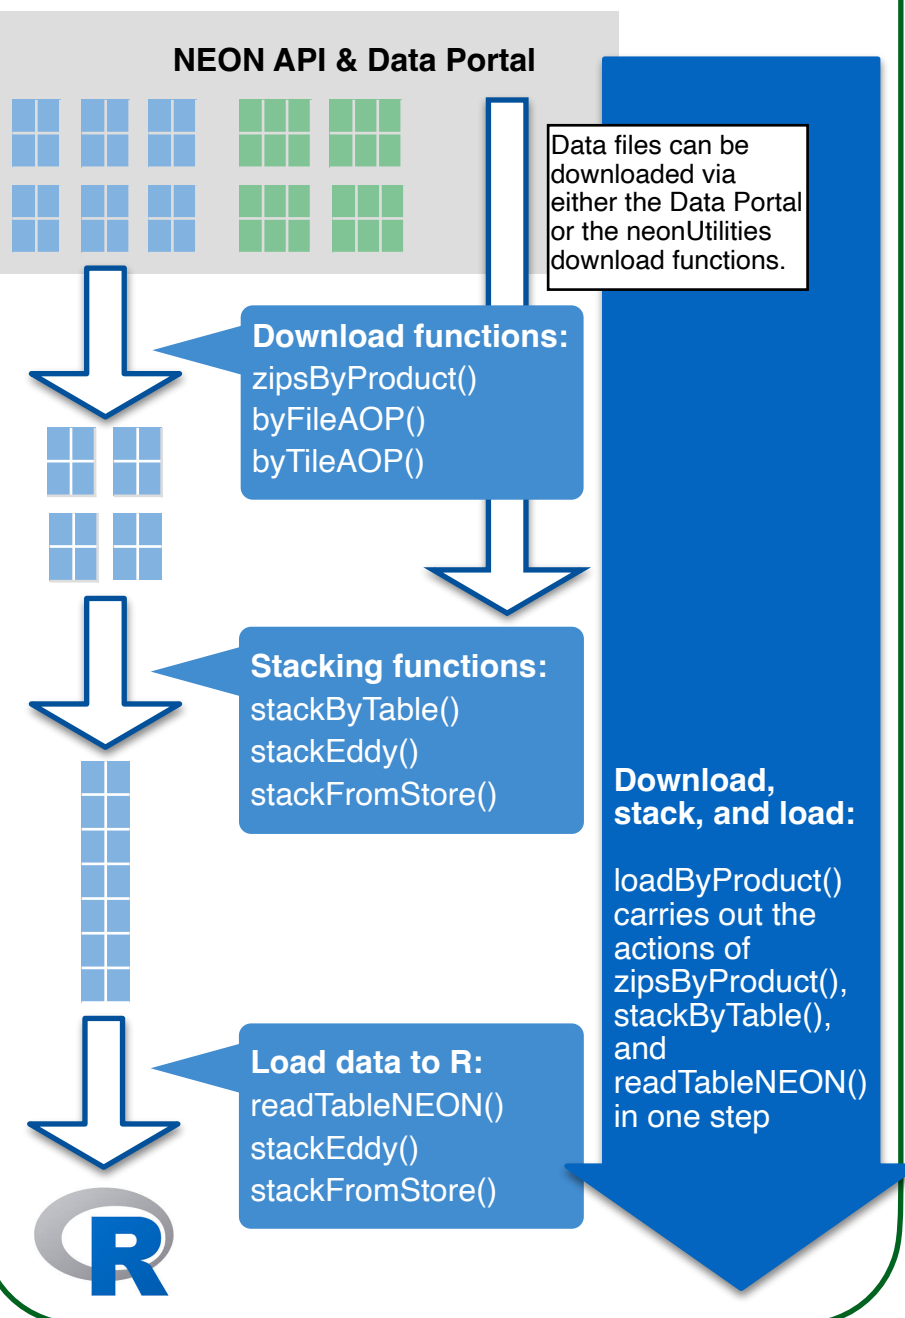 NEON API & Data Portal
Data files can be
downloaded via
either the Data Portal
or the neonUtilities
download functions.
Download functions:
zipsByProduct()
byFileAOP()
byTileAOP()
Stacking functions:
stackByTable()
stackEddy()
stackFromStore()
Download,
stack, and load:
loadByProduct()
carries out the
actions of
zipsByProduct(),
stackByTable(),
and
readTableNEON()
in one step
Load data to R:
readTableNEON()
stackEddy()
stackFromStore()
R